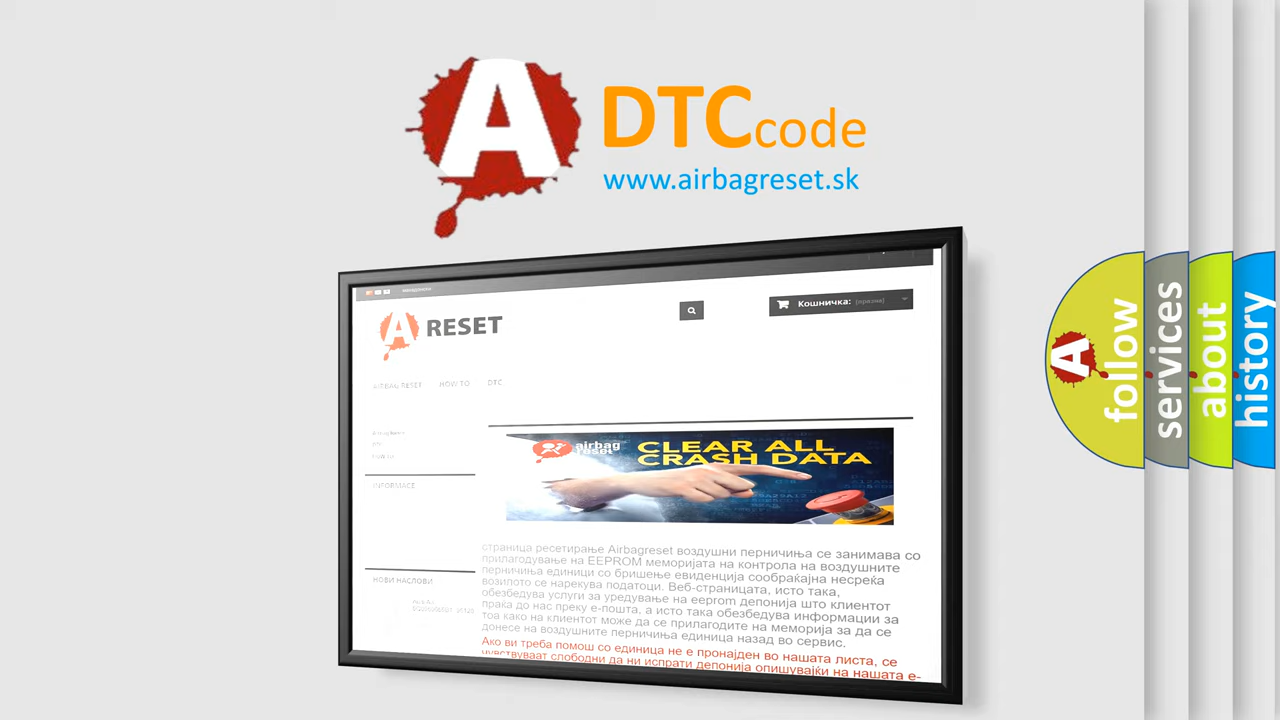 A
DTC code
www.airbagreset.sk
A RESET
Кошничка: (празни)
AIRBAG RESET HOW TO DTC
airbag
reset
CLEAR ALL
CRASH DATA
INFORMACE
НОВИ НАСЛОВИ
страница ресетирање Airbagreset воздушни перничиња се занимава со
прилагодување на EEPROM меморијата на контрола на воздушните
перничиња единици со бришење евиденција сообраќајна несреќа
возилото се нарекува податоци. Веб-страницата, исто така,
обезбедува услуги за уредување на eeprom депонија што клиентот
праќа до нас преку е-пошта, а исто така обезбедува информации за
тоа како на клиентот може да се прилагодите на меморија за да се
донесе на воздушните перничиња единица назад во сервис.
Ако ви треба помош со единица не е пронајден во нашата листа, се
чувствуваат слободни да ни испрати депонија опишувајќи на нашата е-
A
follow
services
about
history